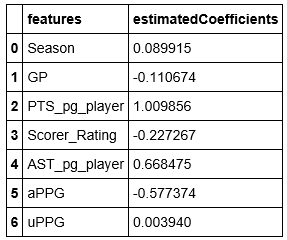 features estimatedCoefficients
0 Season 0.089915
1 GP -0.110674
2 PTS_pg_player 1.009856
3 Scorer_Rating -0.227267
4 AST_pg_player 0.668475
5 aPPG -0.577374
6 uPPG 0.003940